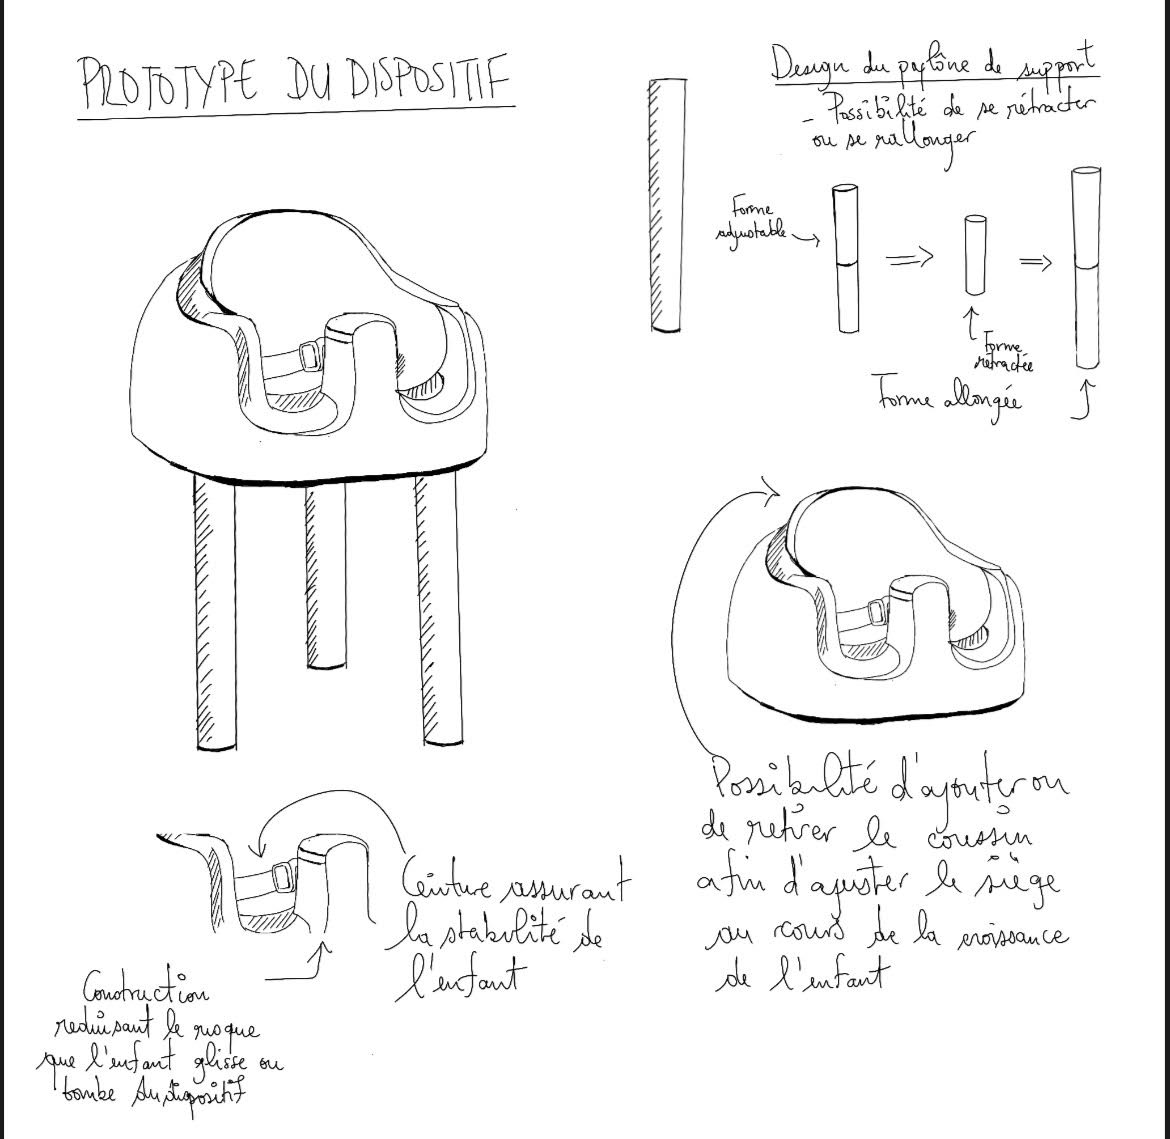 PROTOTYPE DU DISPOSITIF
Design du pylône de support
- Possibilité de se rétracter
ou se rallonger
Forme
adjustable
Forme
rétractée
Forme allongée
Possibilité d'ajouter ou
de retirer le coussin
afin d'ajuster le siège
au cours de la croissance
de l'enfant
Ceinture assurant
la stabilité de
l'enfant
Construction
reduisant le risque
que l'enfant glisse ou
tombe du dispositif